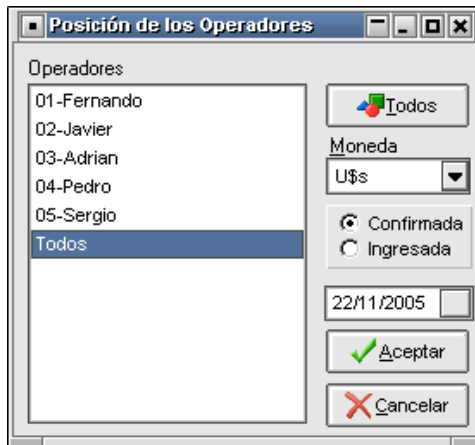 Posición de los Operadores
Operadores
01-Fernando
02-Javier
03-Adrian
04-Pedro
05-Sergio
Todos
Todos
Moneda
U$s
Confirmada
Ingresada
22/11/2005
Aceptar
Cancelar